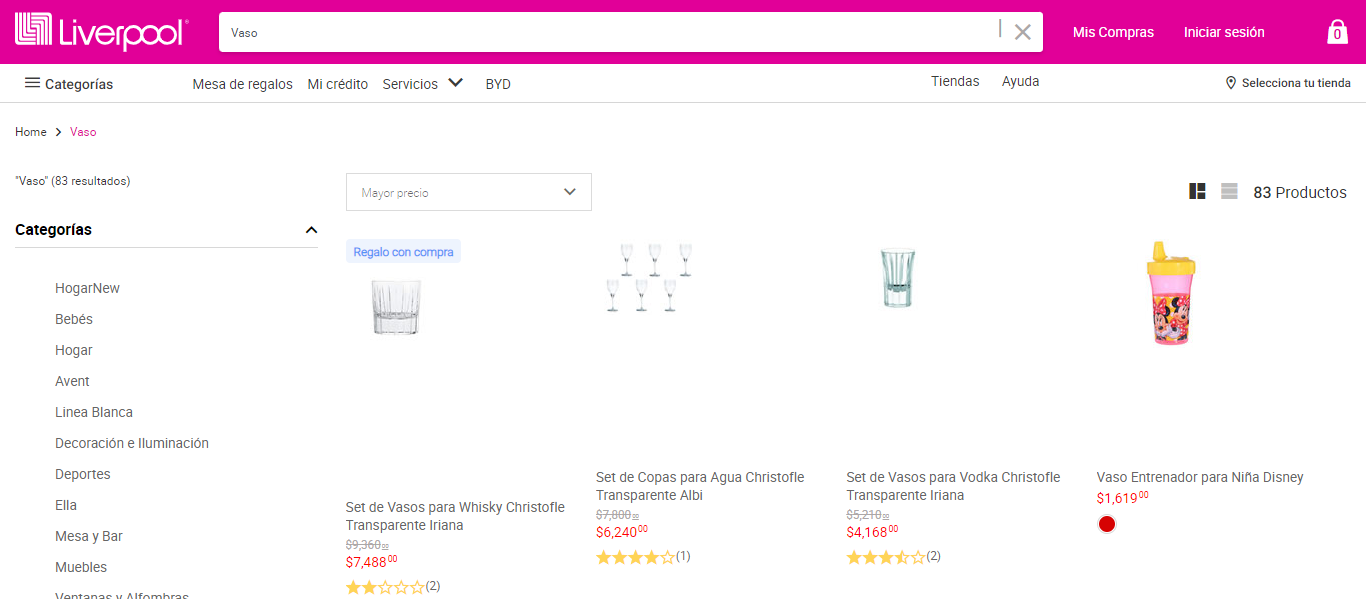 Liverpool
Vaso
Mis Compras
Iniciar sesión
0
Categorías
Mesa de regalos
Mi crédito
Servicios
BYD
Tiendas
Ayuda
Selecciona tu tienda
Home > Vaso
"Vaso" (83 resultados)
Mayor precio
83 Productos
Categorías
HogarNew
Bebés
Hogar
Avent
Linea Blanca
Decoración e Iluminación
Deportes
Ella
Mesa y Bar
Muebles
Ventanas y Alfombras
Regalo con compra
Set de Vasos para Whisky Christofle
Transparente Iriana
$9,360.00
$7,488.00
(2)
Set de Copas para Agua Christofle
Transparente Albi
$7,800.00
$6,240.00
(1)
Set de Vasos para Vodka Christofle
Transparente Iriana
$5,210.00
$4,168.00
(2)
Vaso Entrenador para Niña Disney
$1,619.00